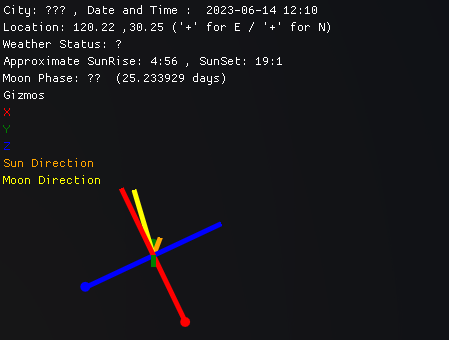 City: ??? , Date and Time :  2023-06-14 12:10
Location: 120.22 ,30.25 ('+' for E / '+' for N)
Weather Status: ?
Approximate SunRise: 4:56 , SunSet: 19:1
Moon Phase: ??  (25.233929 days)
Gizmos
X
Y
Z
Sun Direction
Moon Direction